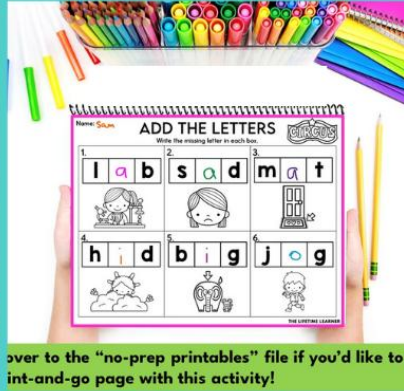 Name: Sam
ADD THE LETTERS
CIRCUS
Write the missing letter in each box.
1. 2. 3.
l a b s a d m a t
4. 5. 6.
h i d b i g j o g
THE LIFETIME LEARNER
over to the “no-prep printables” file if you’d like to
int-and-go page with this activity!